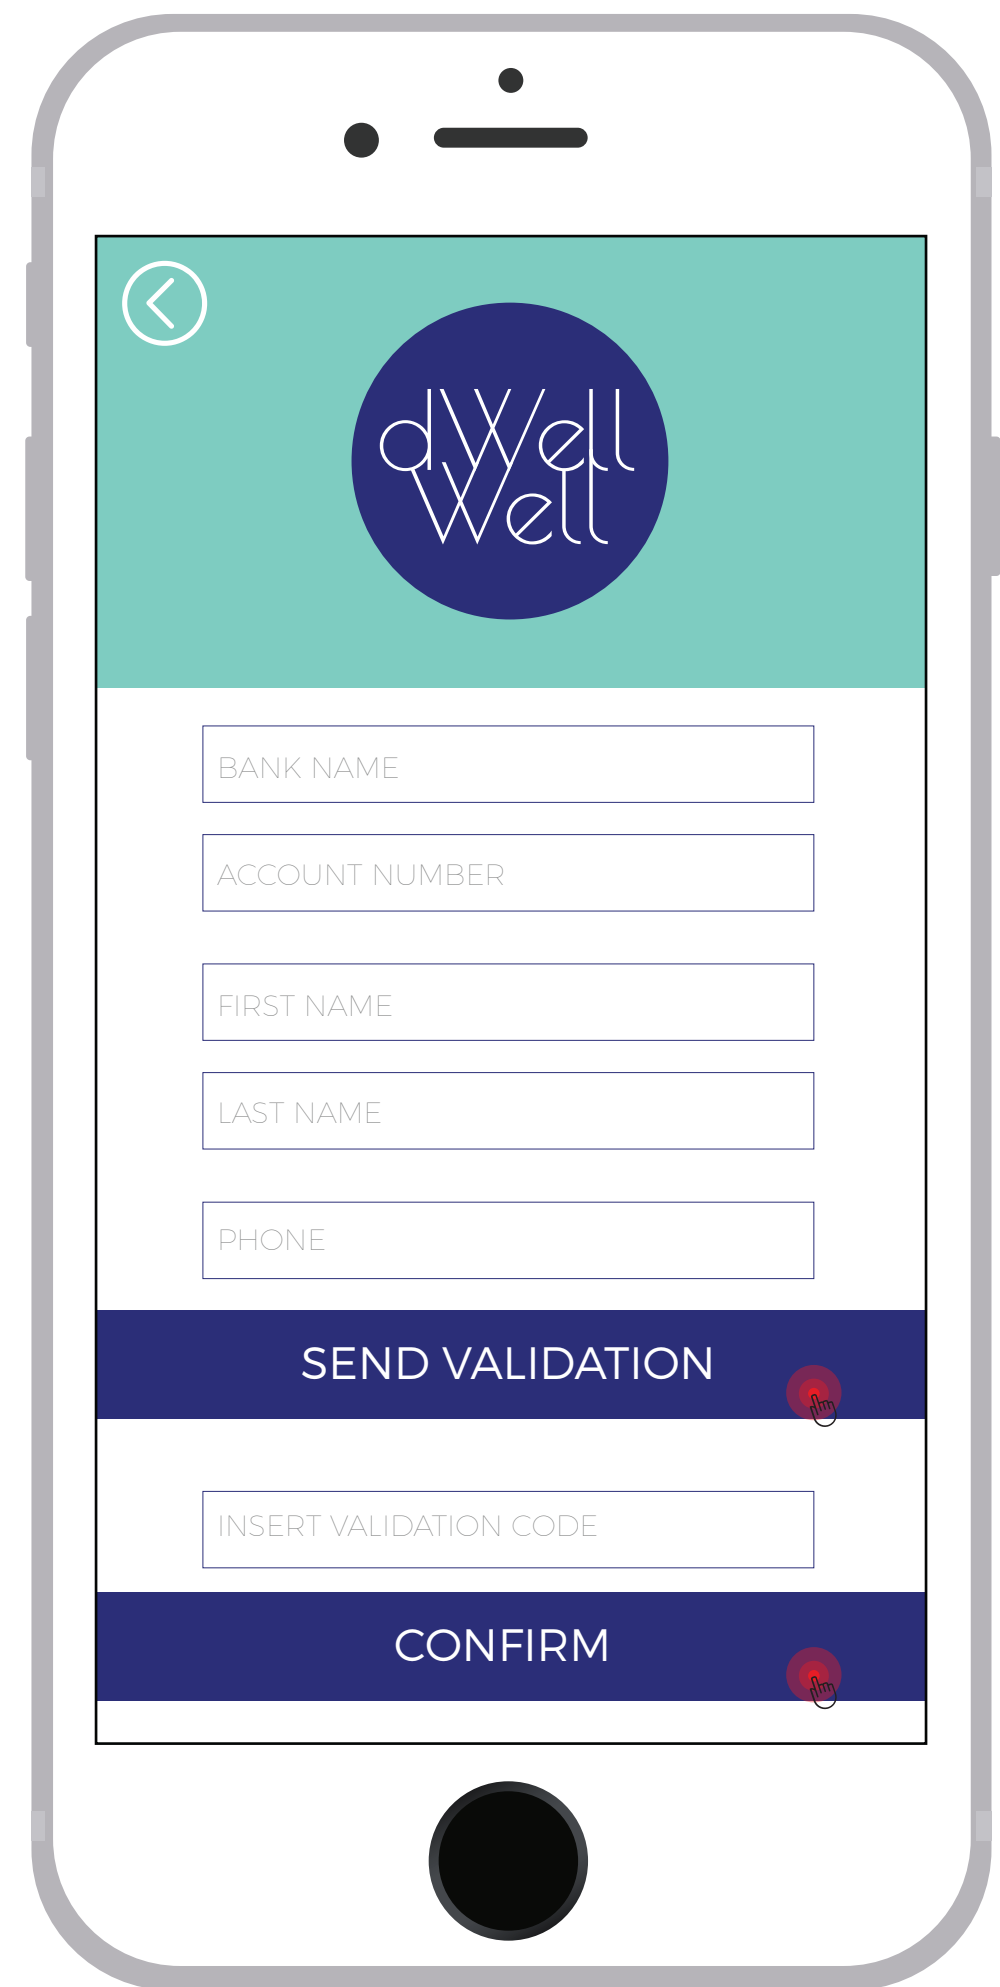 dWell
Well
BANK NAME
ACCOUNT NUMBER
FIRST NAME
LAST NAME
PHONE
SEND VALIDATION
INSERT VALIDATION CODE
CONFIRM